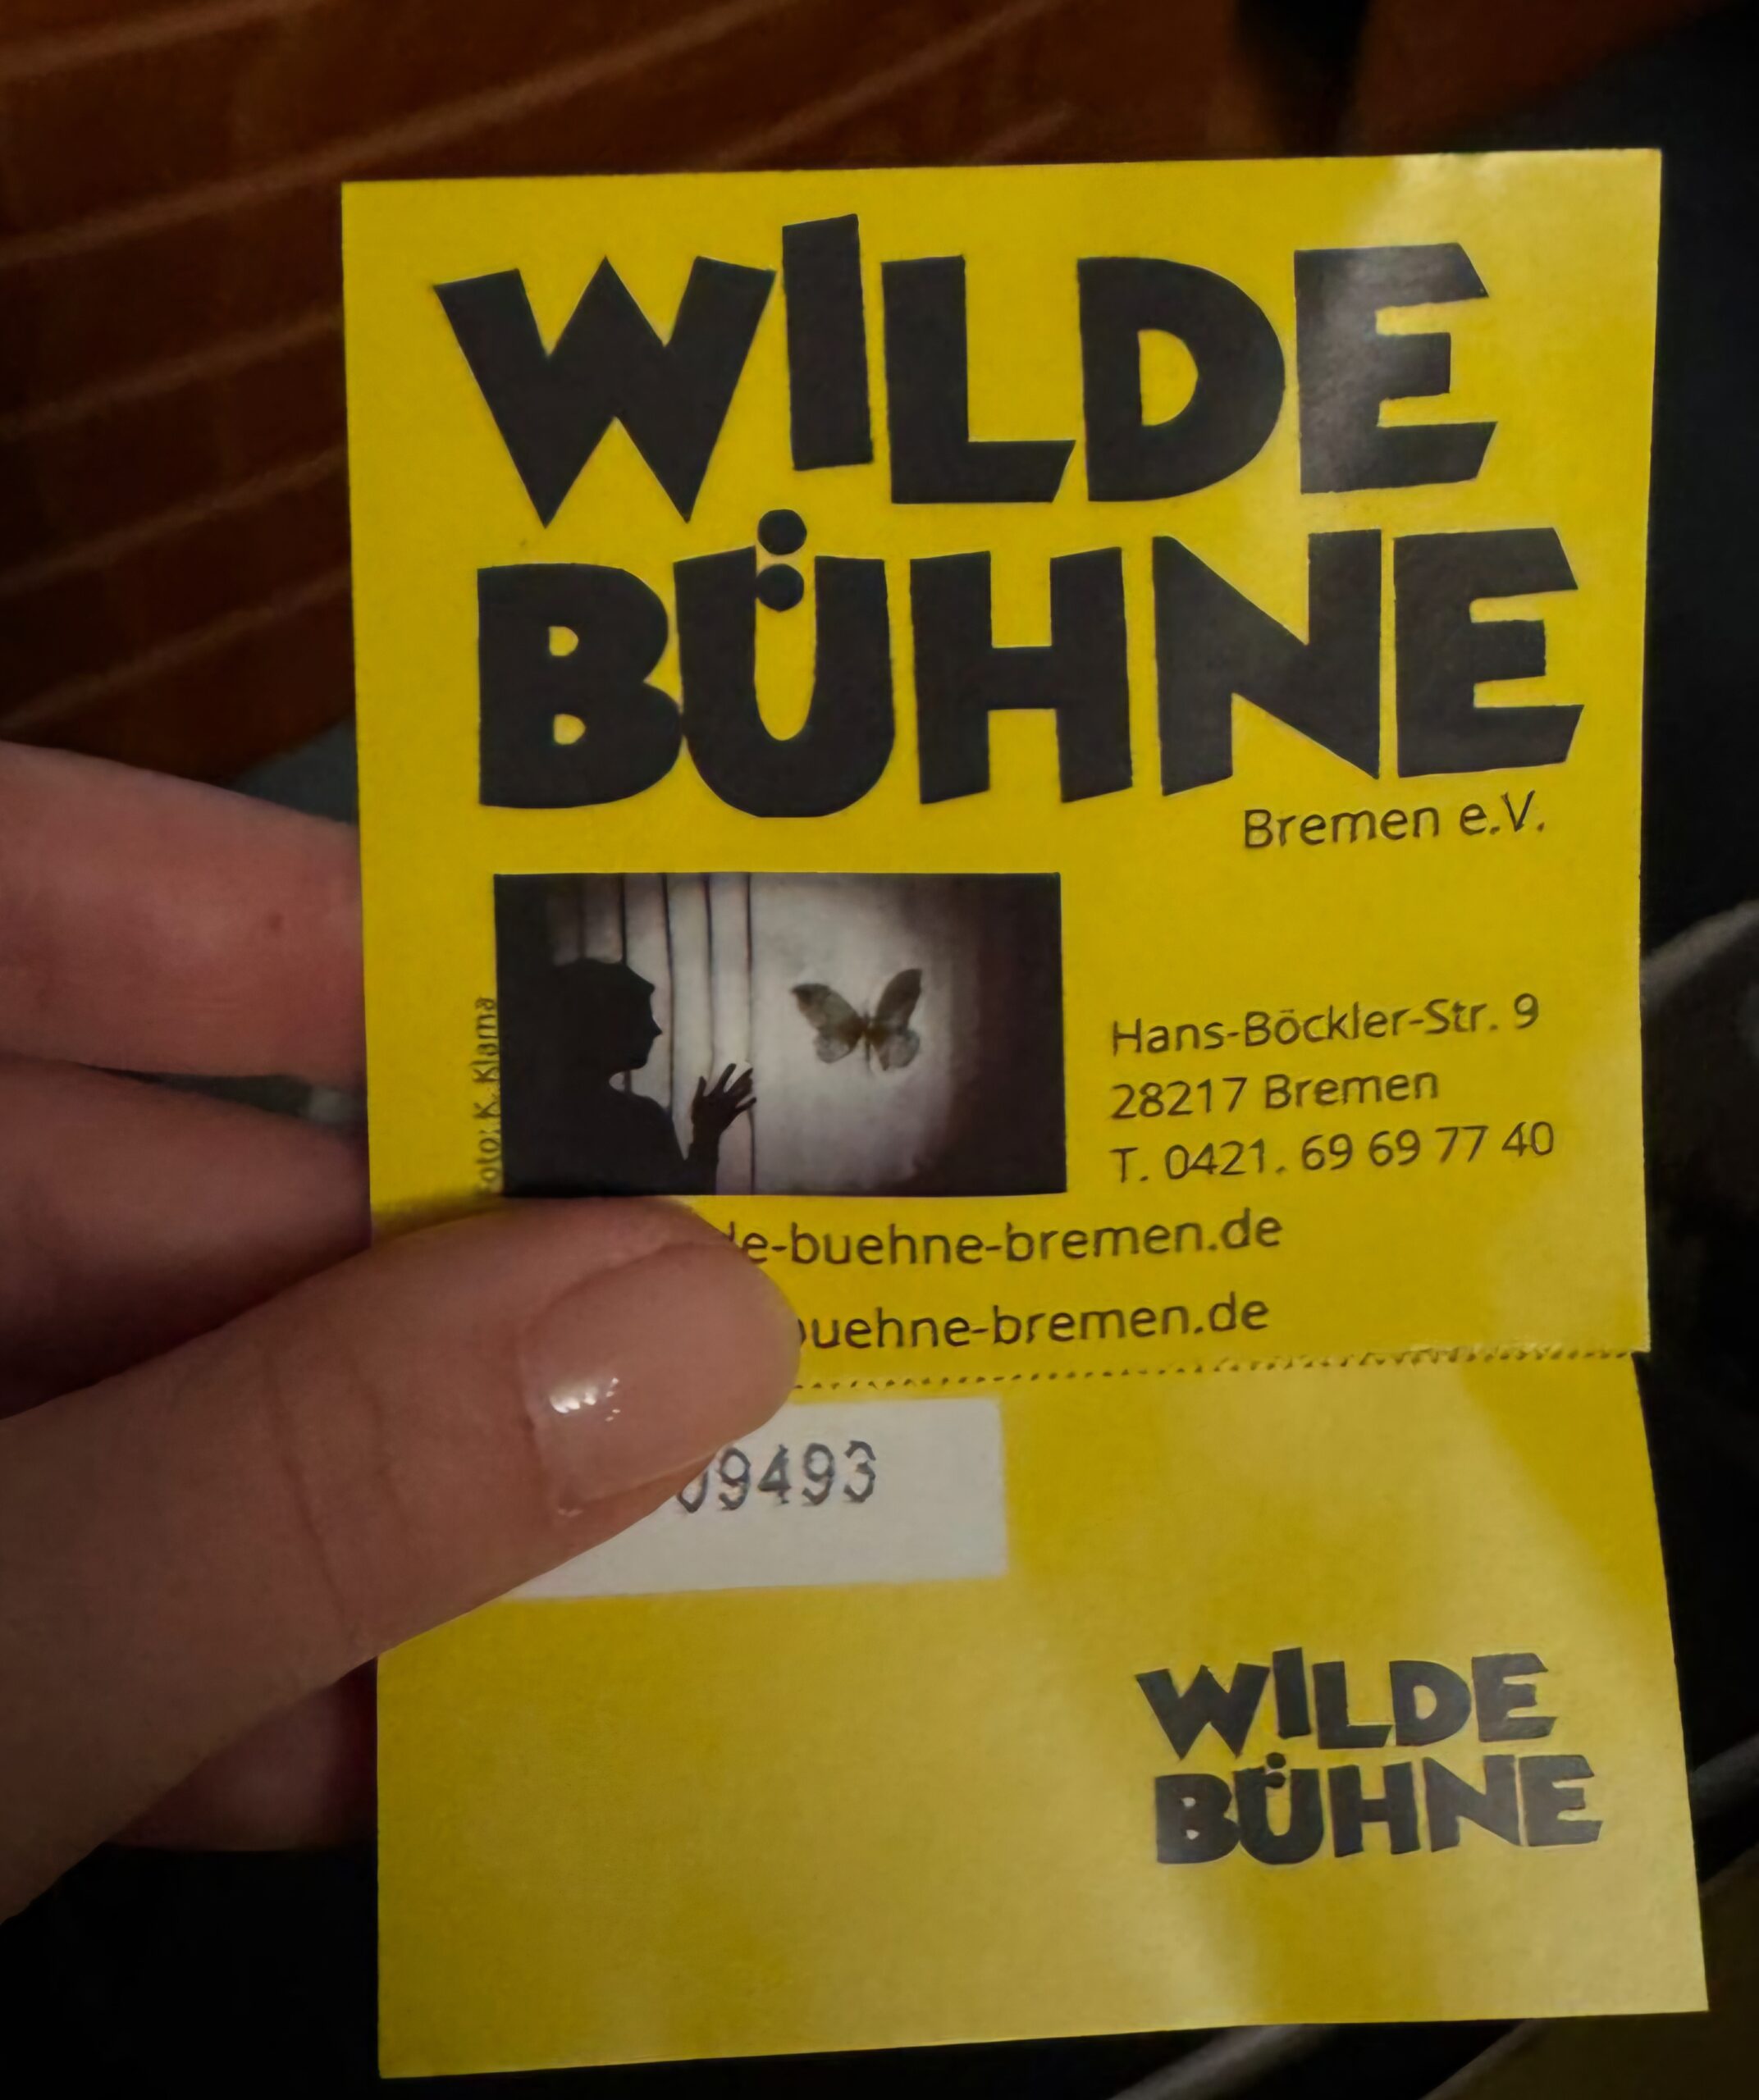 WILDE
BÜHNE
Bremen e.V.
K. Klama
Hans-Böckler-Str. 9
28217 Bremen
T. 0421. 69 69 77 40
e-buehne-bremen.de
buehne-bremen.de
09493
WILDE
BÜHNE